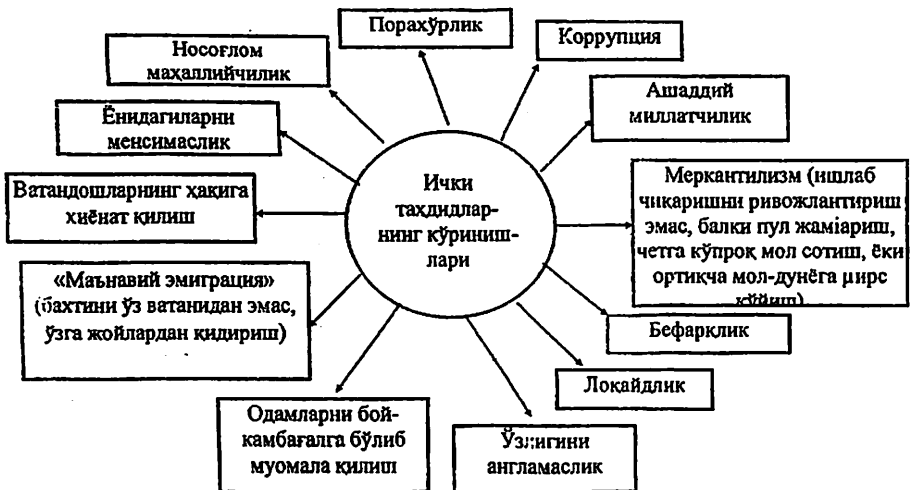 Порахўрлик
Коррупция
Носоғлом
маҳаллийчилик
Ашаддий
миллатчилик
Ёнидагиларни
менсимаслик
Ички
таҳдидлар-
нинг кўриниш-
лари
Меркантилизм (ишлаб
чиқаришни ривожлантириш
эмас, балки пул жамғариш,
четга кўпроқ мол сотиш, ёки
ортиқча мол-дунёга ҳирс
қўйиш)
Ватандошларнинг ҳақига
хиёнат қилиш
«Маънавий эмиграция»
(бахтини ўз ватанидан эмас,
ўзга жойлардан қидириш)
Бефарқлик
Лоқайдлик
Одамларни бой-
камбағалга бўлиб
муомала қилиш
Ўзлигини
англамаслик